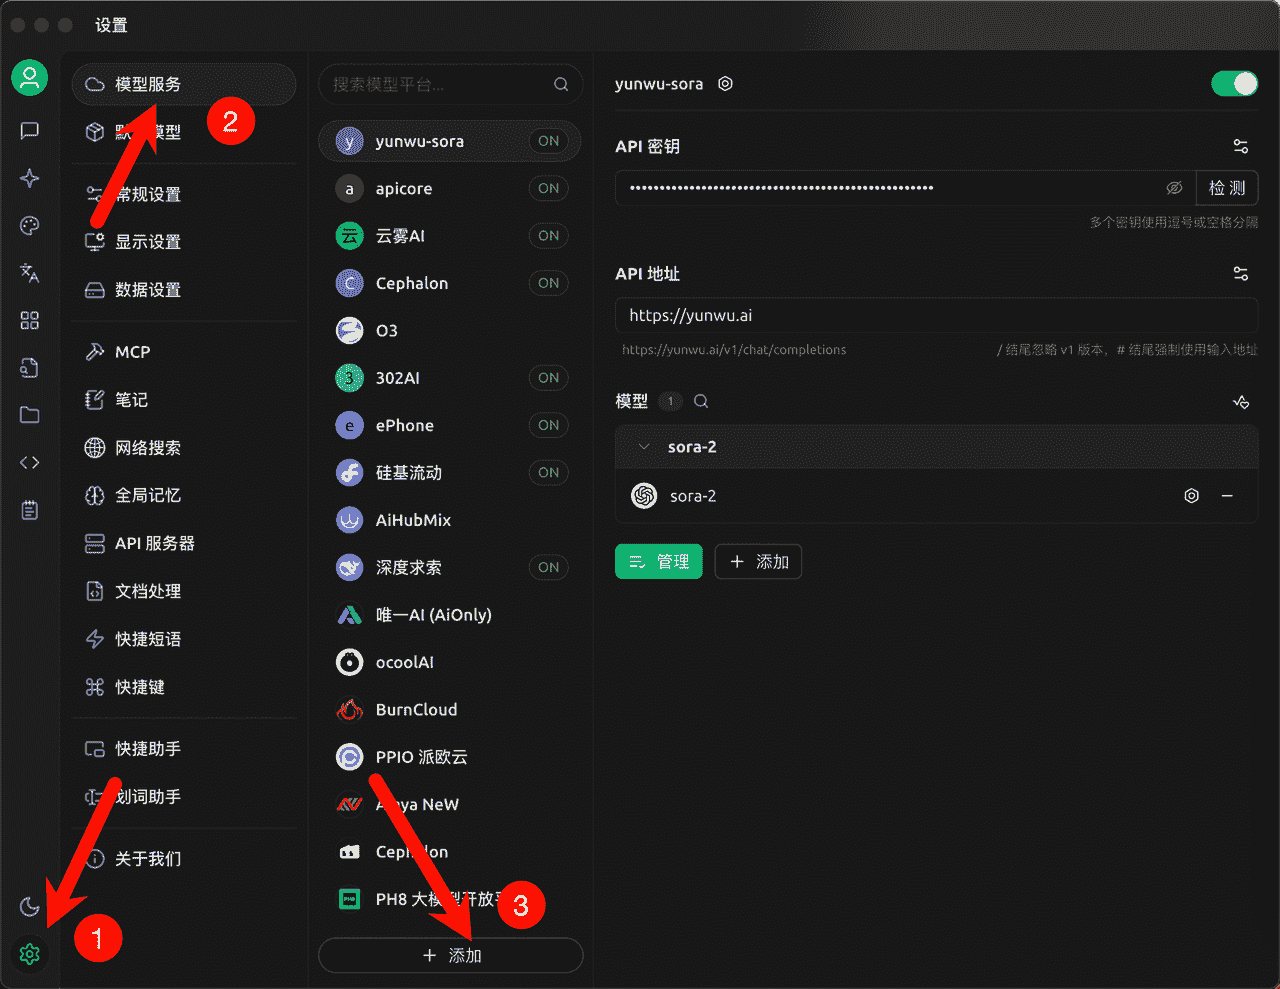 设置
模型服务
2
常规设置
显示设置
数据设置
MCP
笔记
网络搜索
全局记忆
API 服务器
文档处理
快捷短语
快捷键
快捷助手
划词助手
关于我们
1
搜索模型平台...
y yunwu-sora ON
a apicore ON
云 云雾AI ON
C Cephalon ON
O3
3 302AI ON
e ePhone ON
硅基流动 ON
AiHubMix
深度求索 ON
唯一AI (AiOnly)
ocoolAI
BurnCloud
PPIO 派欧云
NeW
PH8
3
+ 添加
yunwu-sora
API 密钥
••••••••••••••••••••••••••••••••••••••••••••••••••• 检 测
多个密钥使用逗号或空格分隔
API 地址
https://yunwu.ai
https://yunwu.ai/v1/chat/completions / 结尾忽略 v1 版本，# 结尾强制使用输入地址
模型 1
sora-2
sora-2
管理 + 添加